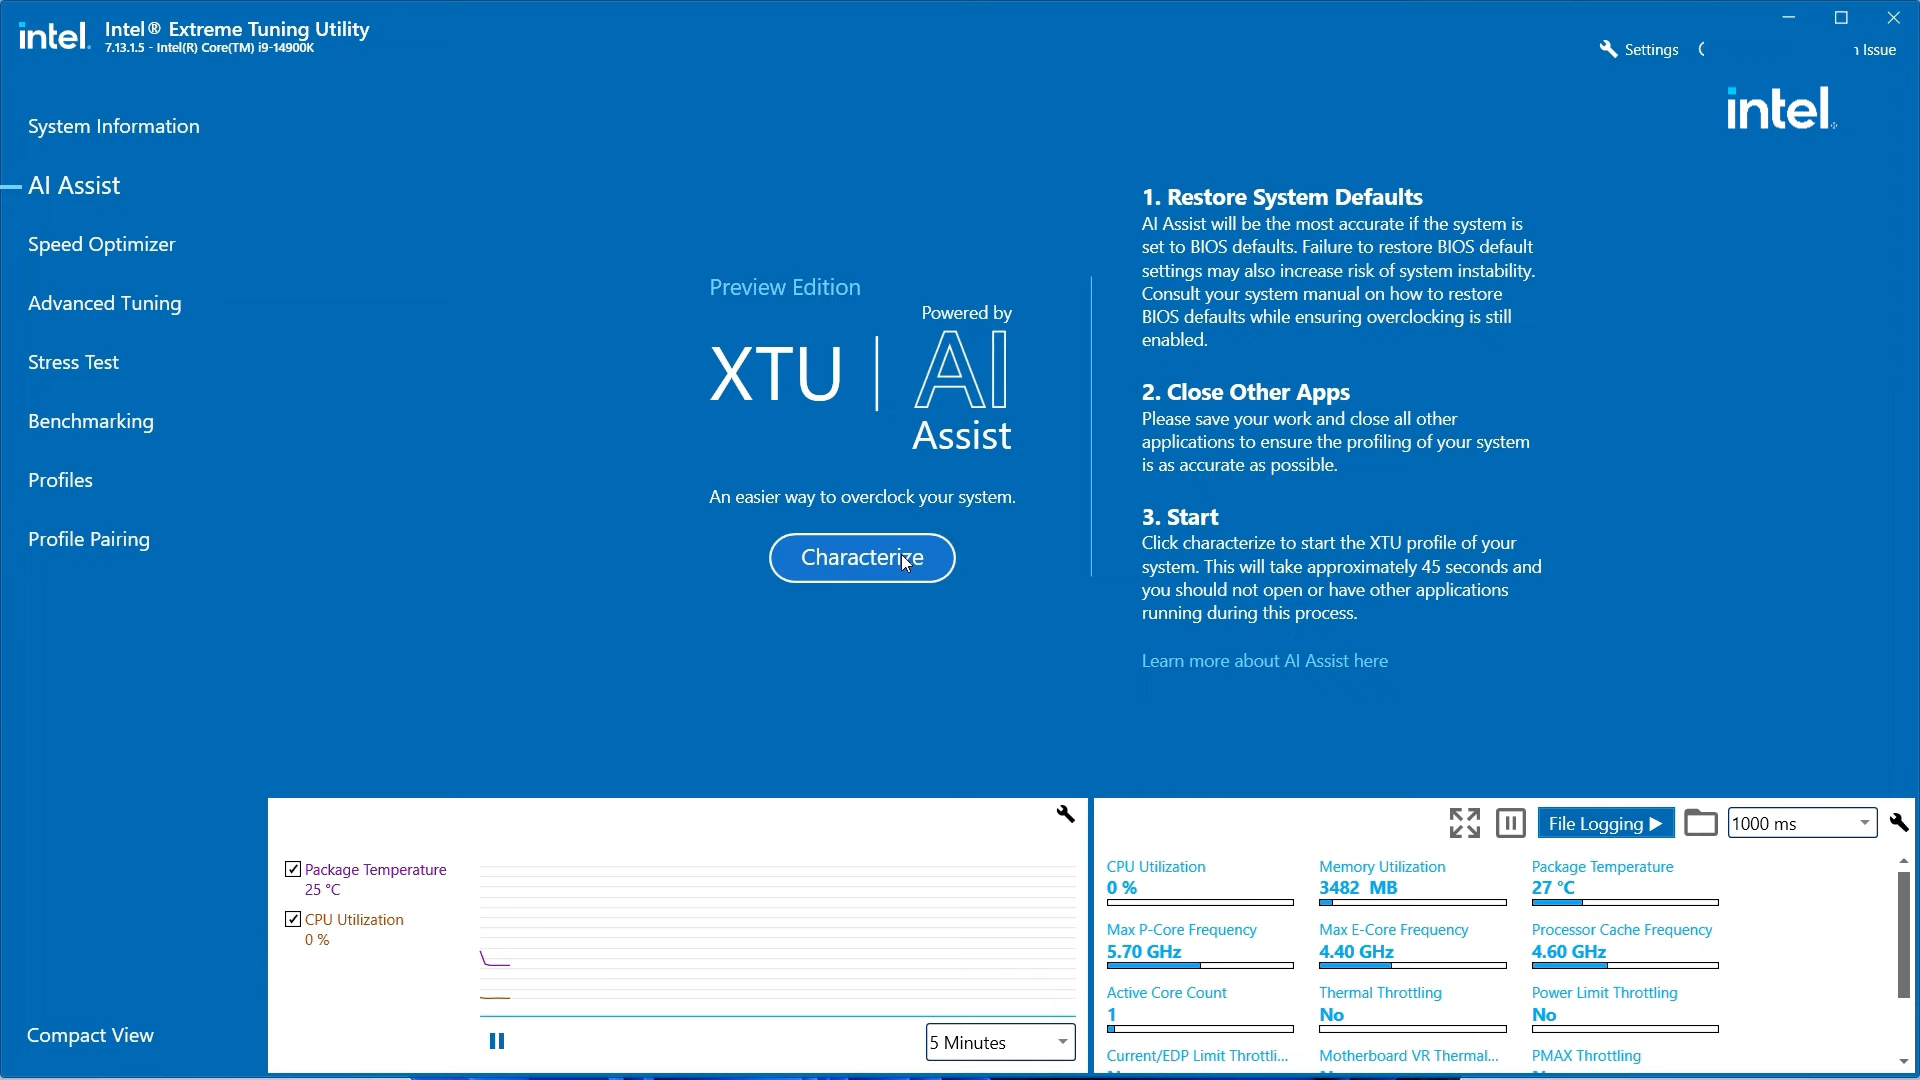 intel.
Intel® Extreme Tuning Utility
7.13.1.5 - Intel(R) Core(TM) i9-14900K
Settings
Issue
intel.
System Information
AI Assist
Speed Optimizer
Advanced Tuning
Stress Test
Benchmarking
Profiles
Profile Pairing
Compact View
Preview Edition
Powered by
XTU | AI
Assist
An easier way to overclock your system.
Characterize
1. Restore System Defaults
AI Assist will be the most accurate if the system is
set to BIOS defaults. Failure to restore BIOS default
settings may also increase risk of system instability.
Consult your system manual on how to restore
BIOS defaults while ensuring overclocking is still
enabled.
2. Close Other Apps
Please save your work and close all other
applications to ensure the profiling of your system
is as accurate as possible.
3. Start
Click characterize to start the XTU profile of your
system. This will take approximately 45 seconds and
you should not open or have other applications
running during this process.
Learn more about AI Assist here
Package Temperature
25 °C
CPU Utilization
0 %
5 Minutes
File Logging
1000 ms
CPU Utilization
0 %
Memory Utilization
3482 MB
Package Temperature
27 °C
Max P-Core Frequency
5.70 GHz
Max E-Core Frequency
4.40 GHz
Processor Cache Frequency
4.60 GHz
Active Core Count
1
Thermal Throttling
No
Power Limit Throttling
No
Current/EDP Limit Throttli...
Motherboard VR Thermal...
PMAX Throttling